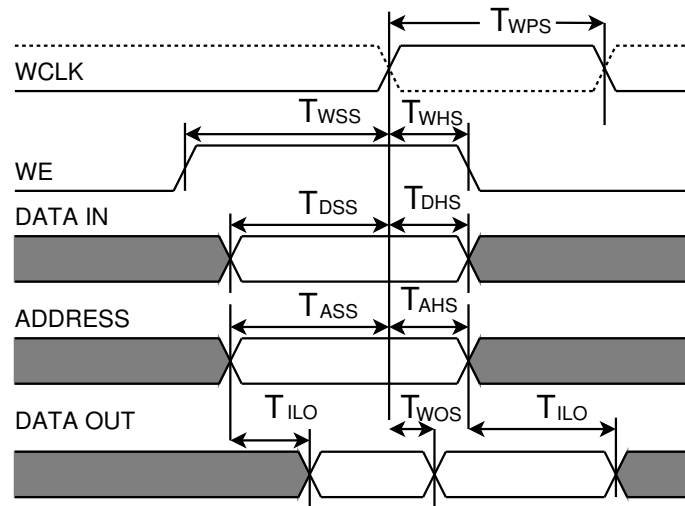 TWPS
WCLK
TWSS TWHS
WE
TDSS TDHS
DATA IN
TASS TAHS
ADDRESS
TILO TWOS TILO
DATA OUT